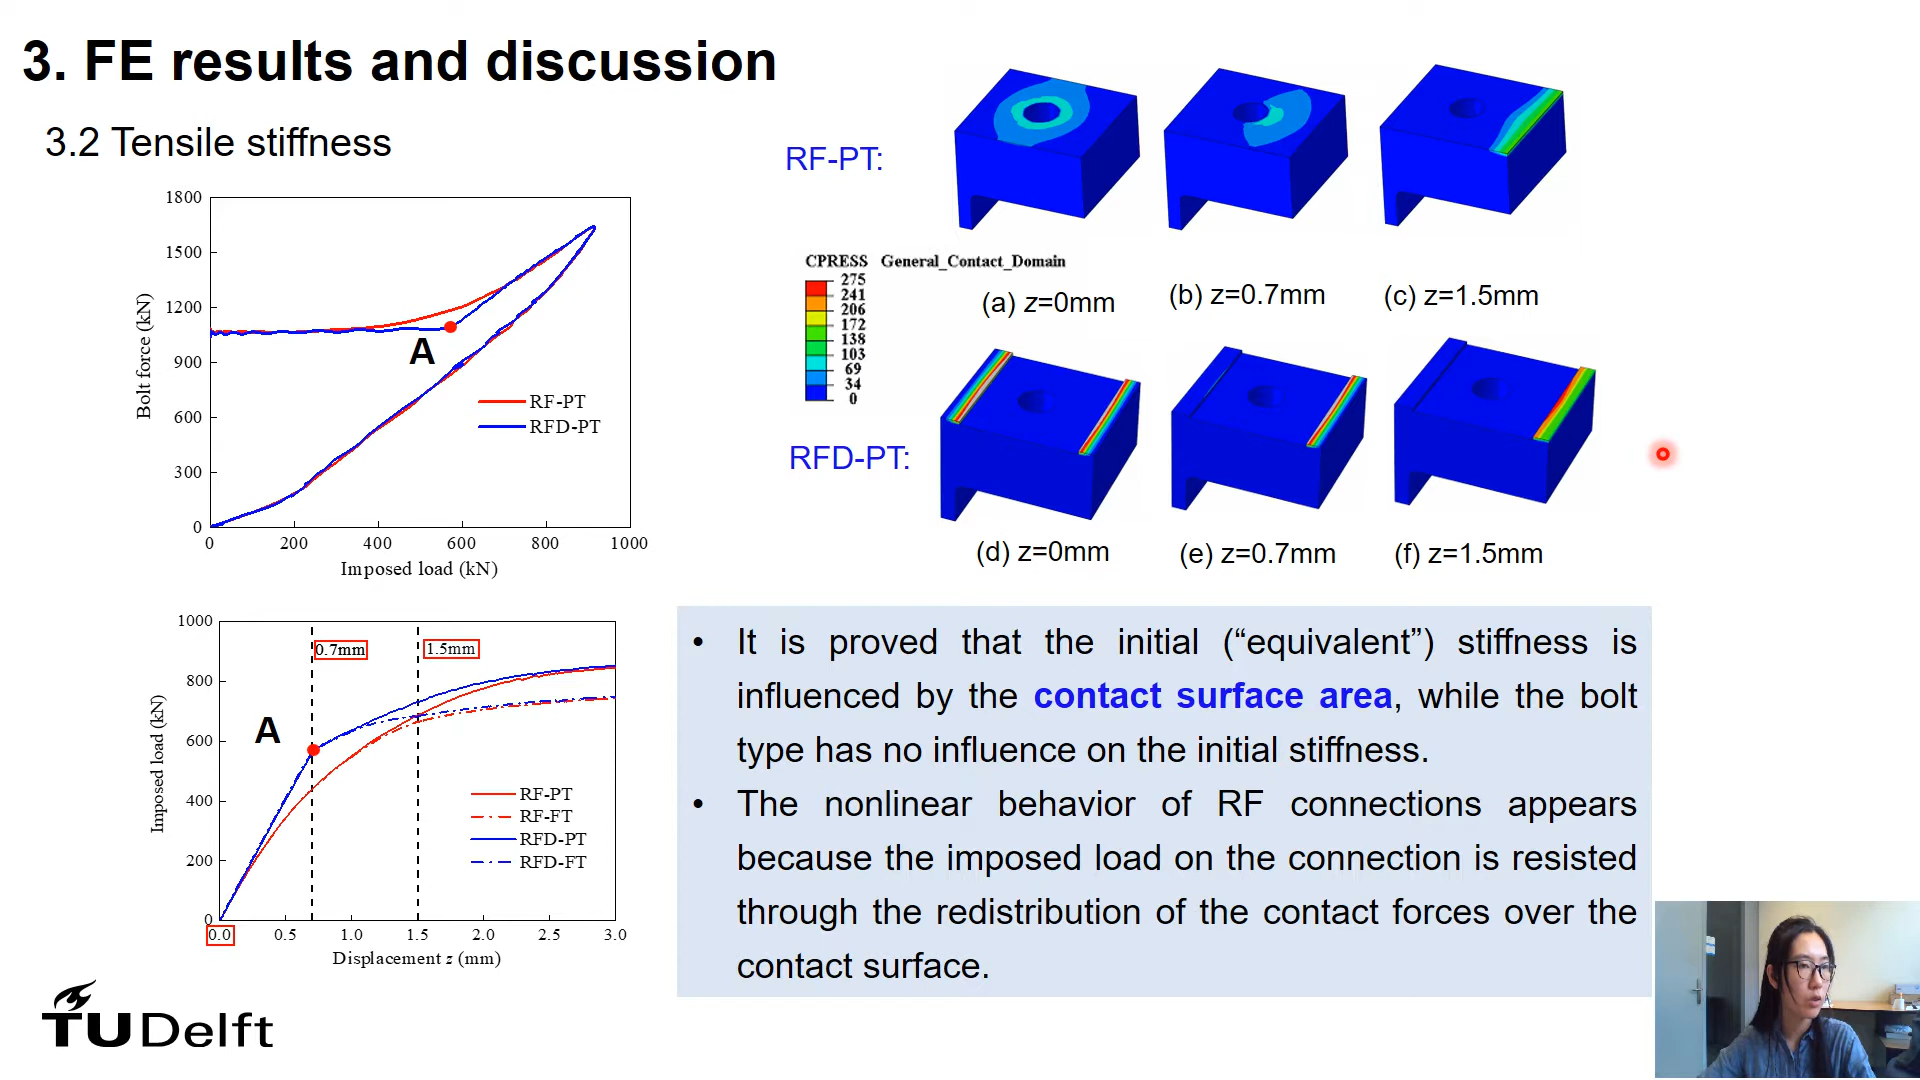 3. FE results and discussion
3.2 Tensile stiffness
1800
1500
1200
900
600
300
0
Bolt force (kN)
A
RF-PT
RFD-PT
0 200 400 600 800 1000
Imposed load (kN)
1000
800
600
400
200
0
Imposed load (kN)
0.7mm
1.5mm
A
RF-PT
RF-FT
RFD-PT
RFD-FT
0.0 0.5 1.0 1.5 2.0 2.5 3.0
Displacement z (mm)
TUDelft
RF-PT:
CPRESS General_Contact_Domain
275
241
206
172
138
103
69
34
0
(a) z=0mm
(b) z=0.7mm
(c) z=1.5mm
RFD-PT:
(d) z=0mm
(e) z=0.7mm
(f) z=1.5mm
• It is proved that the initial (“equivalent”) stiffness is
influenced by the contact surface area, while the bolt
type has no influence on the initial stiffness.
• The nonlinear behavior of RF connections appears
because the imposed load on the connection is resisted
through the redistribution of the contact forces over the
contact surface.